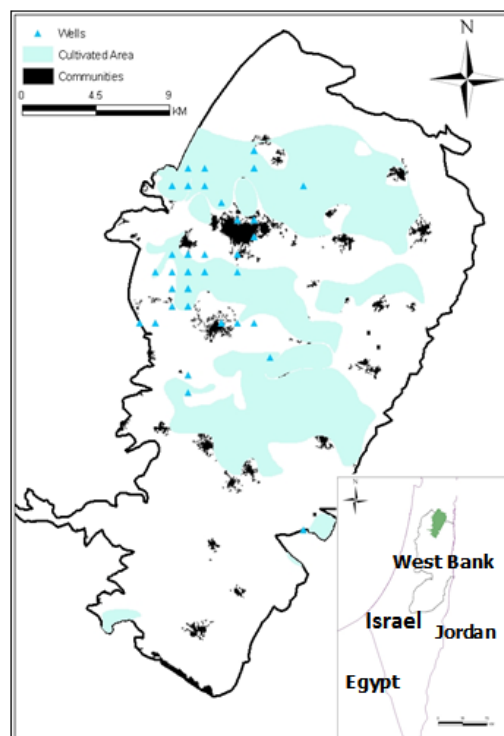 Wells
Cultivated Area
Communities
0 4.5 9
KM
N
West Bank
Israel
Jordan
Egypt